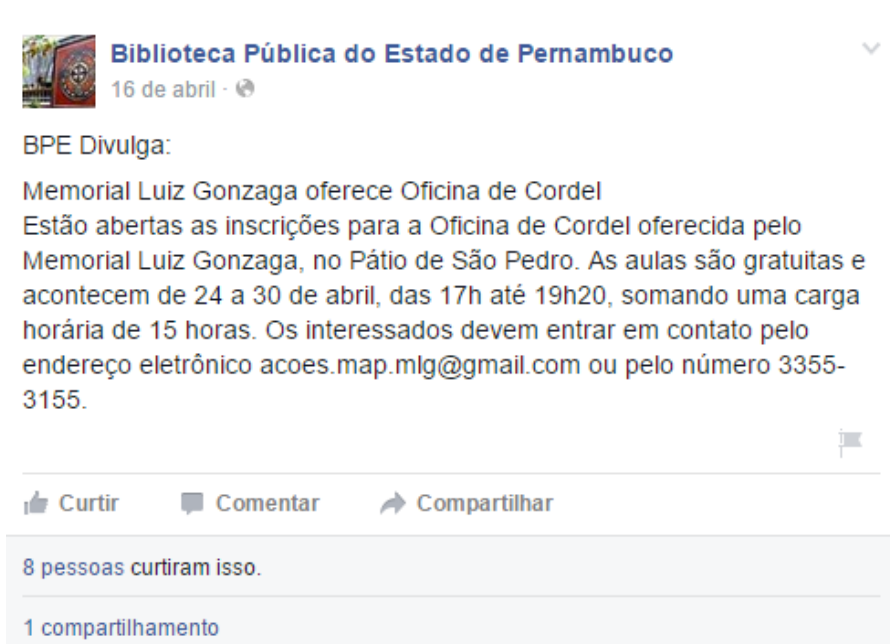 Biblioteca Pública do Estado de Pernambuco
16 de abril ·
BPE Divulga:
Memorial Luiz Gonzaga oferece Oficina de Cordel
Estão abertas as inscrições para a Oficina de Cordel oferecida pelo
Memorial Luiz Gonzaga, no Pátio de São Pedro. As aulas são gratuitas e
acontecem de 24 a 30 de abril, das 17h até 19h20, somando uma carga
horária de 15 horas. Os interessados devem entrar em contato pelo
endereço eletrônico acoes.map.mlg@gmail.com ou pelo número 3355-
3155.
Curtir Comentar Compartilhar
8 pessoas curtiram isso.
1 compartilhamento